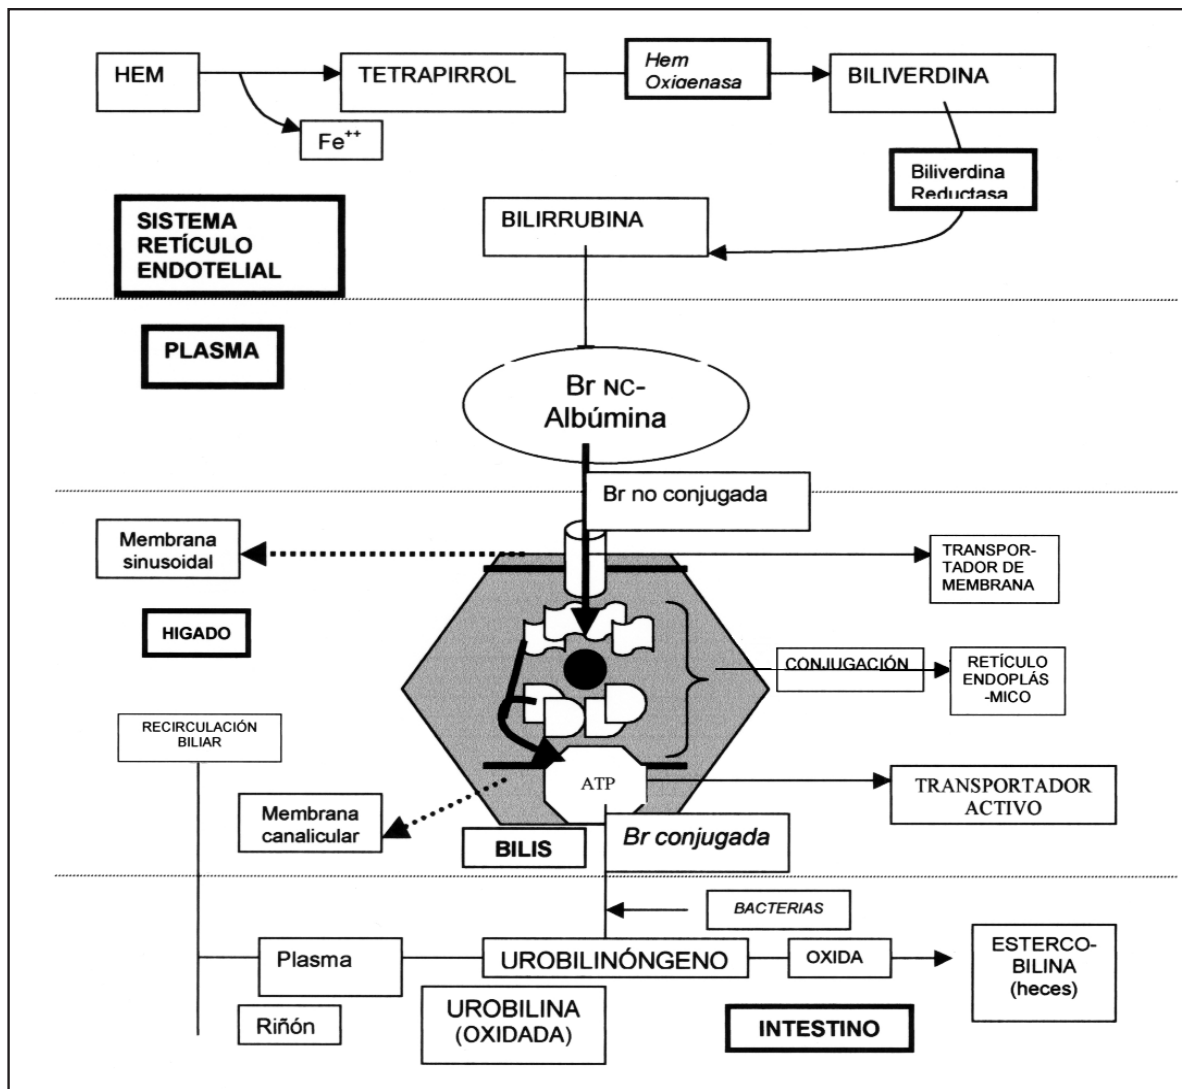 HEM
TETRAPIRROL
Hem
Oxigenasa
BILIVERDINA
Fe++
Biliverdina
Reductasa
SISTEMA
RETÍCULO
ENDOTELIAL
BILIRRUBINA
PLASMA
Br NC-
Albúmina
Br no conjugada
Membrana
sinusoidal
TRANSPOR-
TADOR DE
MEMBRANA
HIGADO
CONJUGACIÓN
RETÍCULO
ENDOPLÁS
-MICO
RECIRCULACIÓN
BILIAR
ATP
TRANSPORTADOR
ACTIVO
Membrana
canalicular
BILIS
Br conjugada
BACTERIAS
Plasma
UROBILINÓNGENO
OXIDA
ESTERCO-
BILINA
(heces)
Riñón
UROBILINA
(OXIDADA)
INTESTINO